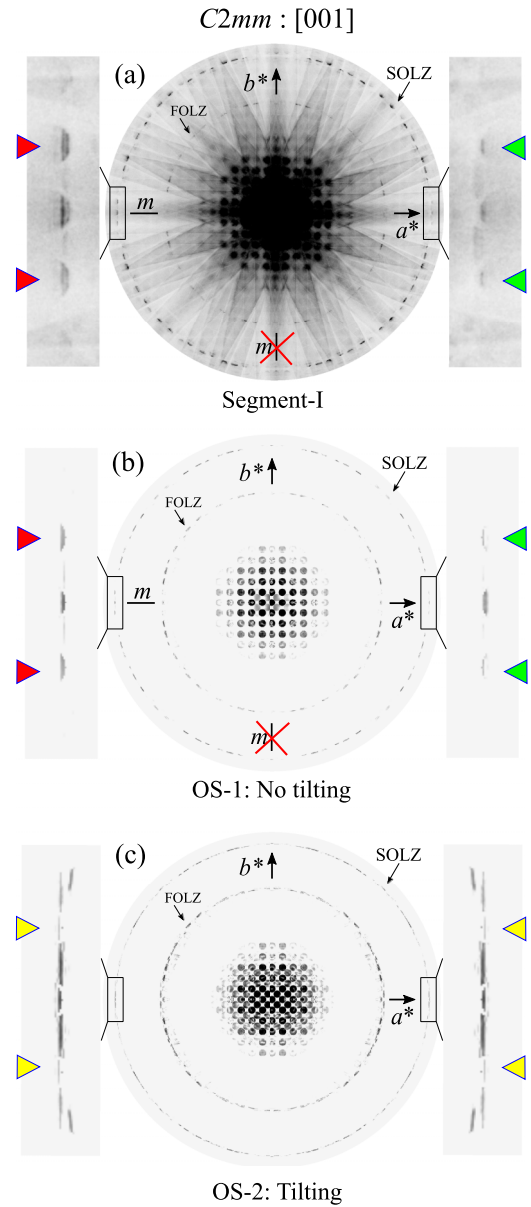 C2mm : [001]
(a)
b*
SOLZ
FOLZ
m
a*
m
Segment-I
(b)
b*
SOLZ
FOLZ
m
a*
m
OS-1: No tilting
(c)
b*
SOLZ
FOLZ
a*
OS-2: Tilting